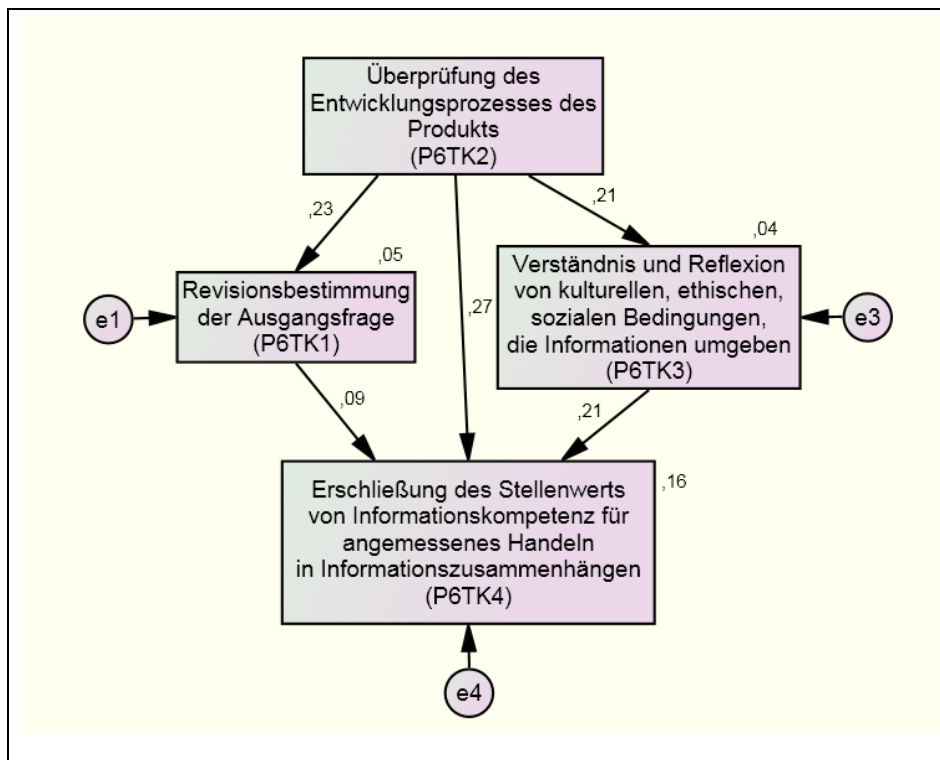 Überprüfung des
Entwicklungsprozesses des
Produkts
(P6TK2)
,23
,21
,05
,04
Revisionsbestimmung
der Ausgangsfrage
(P6TK1)
e1
,27
Verständnis und Reflexion
von kulturellen, ethischen,
sozialen Bedingungen,
die Informationen umgeben
(P6TK3)
e3
,09
,21
Erschließung des Stellenwerts
von Informationskompetenz für
angemessenes Handeln
in Informationszusammenhängen
(P6TK4)
,16
e4